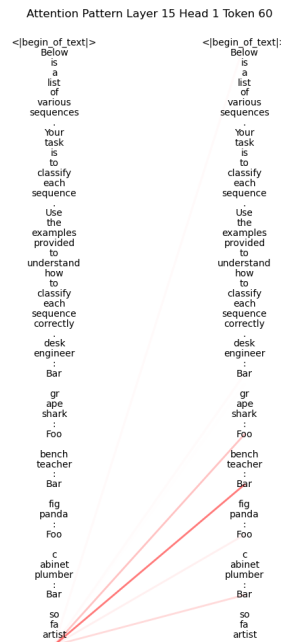 Attention Pattern Layer 15 Head 1 Token 60
<|begin_of_text|> <|begin_of_text|>
Below Below
is is
a a
list list
of of
various various
sequences sequences
. .
Your Your
task task
is is
to to
classify classify
each each
sequence sequence
. .
Use Use
the the
examples examples
provided provided
to to
understand understand
how how
to to
classify classify
each each
sequence sequence
correctly correctly
. .
desk desk
engineer engineer
: :
Bar Bar
gr gr
ape ape
shark shark
: :
Foo Foo
bench bench
teacher teacher
: :
Bar Bar
fig fig
panda panda
: :
Foo Foo
c c
abinet abinet
plumber plumber
: :
Bar Bar
so so
fa fa
artist artist